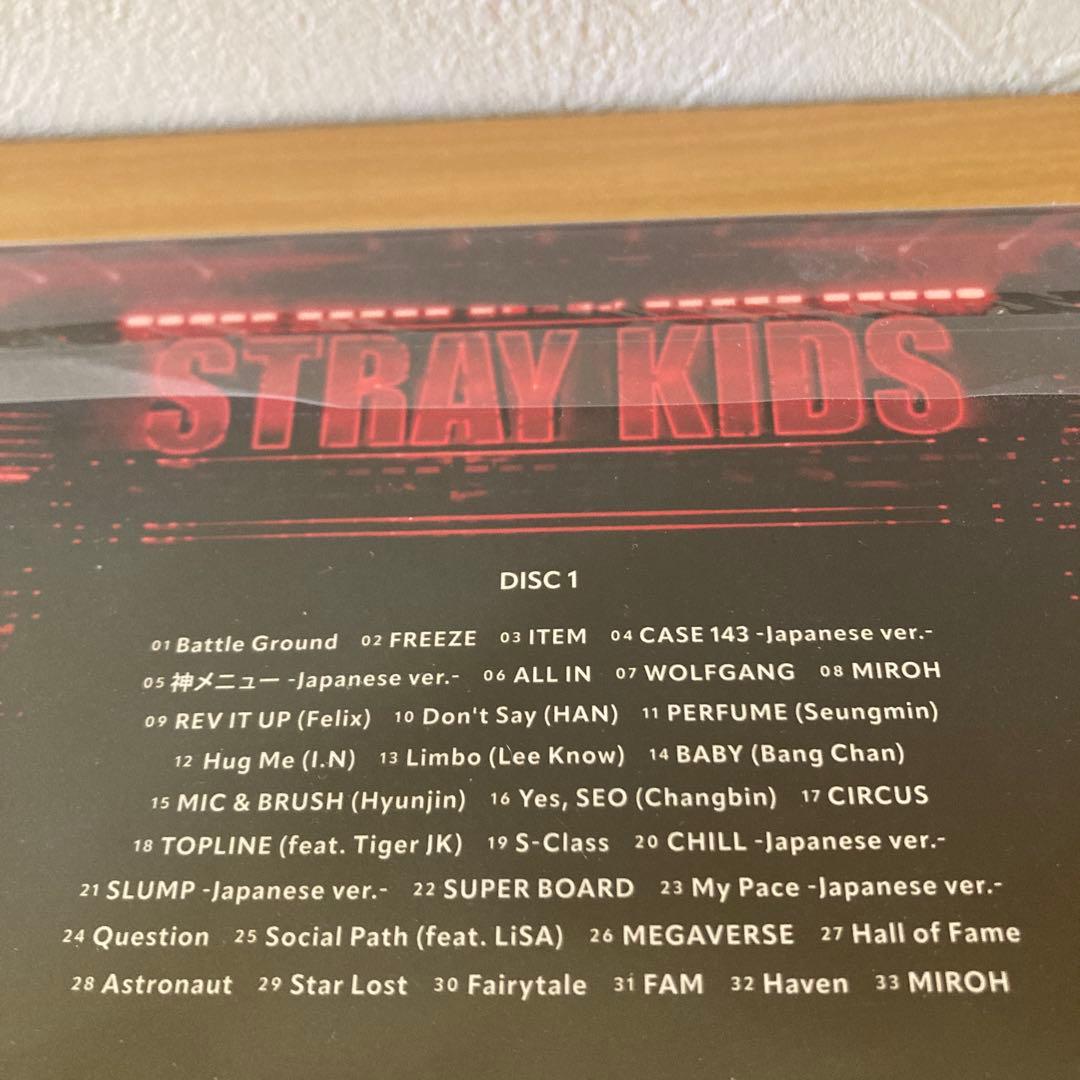 STRAY KIDS
DISC 1
01 Battle Ground 02 FREEZE 03 ITEM 04 CASE 143 -Japanese ver.-
05 神メニュー -Japanese ver.- 06 ALL IN 07 WOLFGANG 08 MIROH
09 REV IT UP (Felix) 10 Don't Say (HAN) 11 PERFUME (Seungmin)
12 Hug Me (I.N) 13 Limbo (Lee Know) 14 BABY (Bang Chan)
15 MIC & BRUSH (Hyunjin) 16 Yes, SEO (Changbin) 17 CIRCUS
18 TOPLINE (feat. Tiger JK) 19 S-Class 20 CHILL -Japanese ver.-
21 SLUMP -Japanese ver.- 22 SUPER BOARD 23 My Pace -Japanese ver.-
24 Question 25 Social Path (feat. LiSA) 26 MEGAVERSE 27 Hall of Fame
28 Astronaut 29 Star Lost 30 Fairytale 31 FAM 32 Haven 33 MIROH